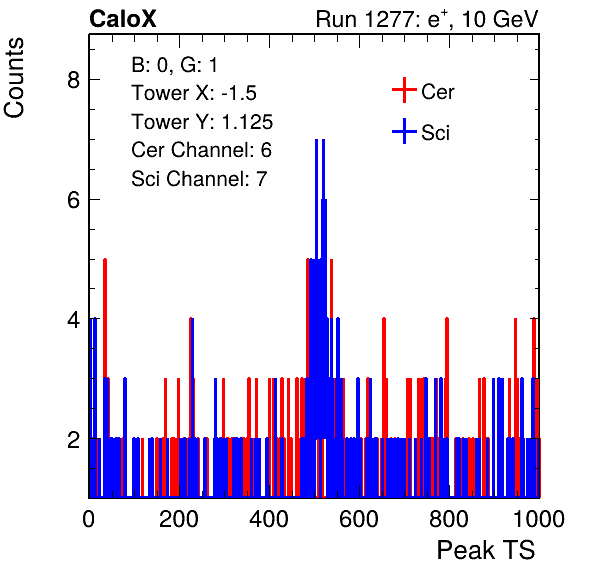 CaloX Run 1277: e+, 10 GeV
Counts
8
6
4
2
B: 0, G: 1
Tower X: -1.5
Tower Y: 1.125
Cer Channel: 6
Sci Channel: 7
Cer
Sci
0 200 400 600 800 1000
Peak TS